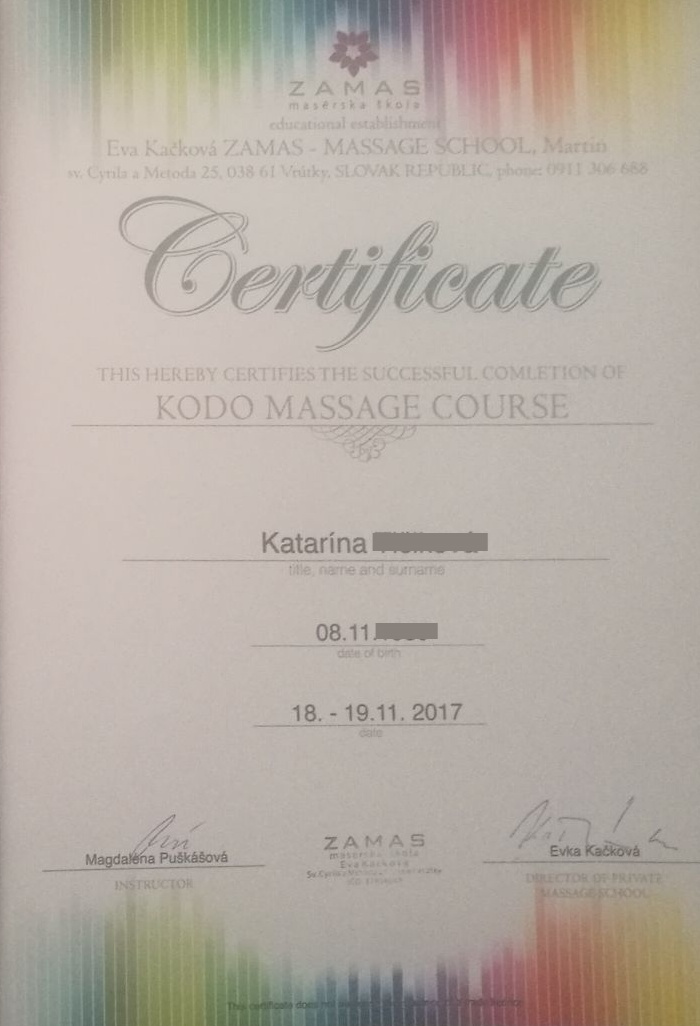 ZAMAS
masérska škola
educational establishment
Eva Kačková ZAMAS - MASSAGE SCHOOL, Martin
sv. Cyrila a Metoda 25, 038 61 Vrútky, SLOVAK REPUBLIC, phone: 0911 306 688
Certificate
THIS HEREBY CERTIFIES THE SUCCESSFUL COMLETION OF
KODO MASSAGE COURSE
Katarína
title, name and surname
08.11.
date of birth
18. - 19.11. 2017
date
Magdaléna Puškášová
INSTRUCTOR
ZAMAS
masérska škola
Eva Kačková
Evka Kačková
DIRECTOR OF PRIVATE
MASSAGE SCHOOL
This certificate does